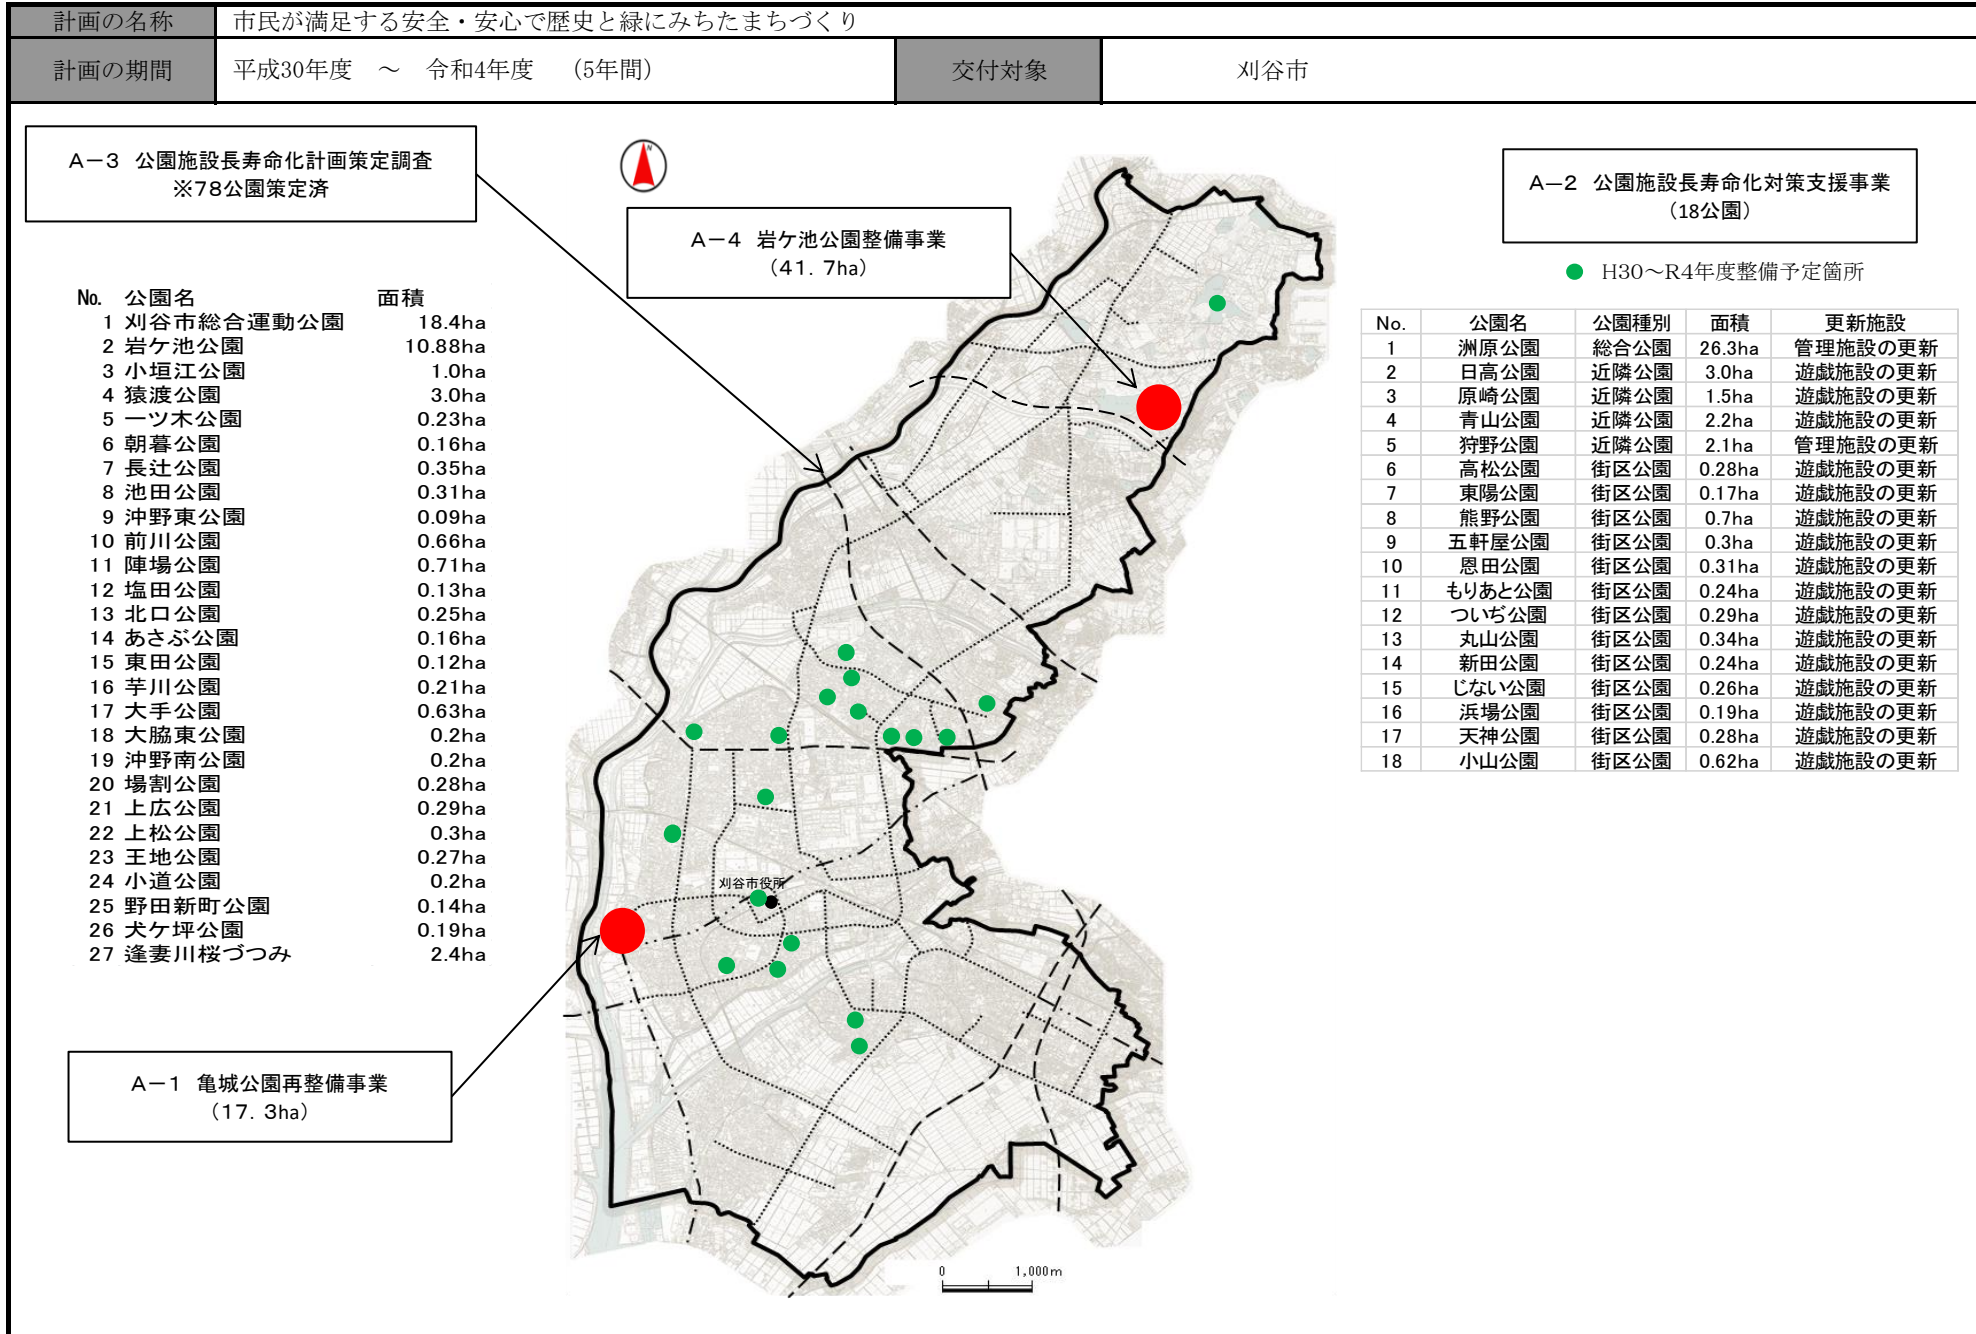 計画の名称 市民が満足する安全・安心で歴史と緑にみちたまちづくり
計画の期間 平成30年度 ～ 令和4年度 （5年間） 交付対象 刈谷市
A－3 公園施設長寿命化計画策定調査
※78公園策定済
N
A－4 岩ケ池公園整備事業
（41．7ha）
A－2 公園施設長寿命化対策支援事業
（18公園）
H30～R4年度整備予定箇所
No. 公園名 面積
1 刈谷市総合運動公園 18.4ha
2 岩ケ池公園 10.88ha
3 小垣江公園 1.0ha
4 猿渡公園 3.0ha
5 一ツ木公園 0.23ha
6 朝暮公園 0.16ha
7 長辻公園 0.35ha
8 池田公園 0.31ha
9 沖野東公園 0.09ha
10 前川公園 0.66ha
11 陣場公園 0.71ha
12 塩田公園 0.13ha
13 北口公園 0.25ha
14 あさぶ公園 0.16ha
15 東田公園 0.12ha
16 芋川公園 0.21ha
17 大手公園 0.63ha
18 大脇東公園 0.2ha
19 沖野南公園 0.2ha
20 場割公園 0.28ha
21 上広公園 0.29ha
22 上松公園 0.3ha
23 王地公園 0.27ha
24 小道公園 0.2ha
25 野田新町公園 0.14ha
26 犬ケ坪公園 0.19ha
27 逢妻川桜づつみ 2.4ha
No. 公園名 公園種別 面積 更新施設
1 洲原公園 総合公園 26.3ha 管理施設の更新
2 日高公園 近隣公園 3.0ha 遊戯施設の更新
3 原崎公園 近隣公園 1.5ha 遊戯施設の更新
4 青山公園 近隣公園 2.2ha 遊戯施設の更新
5 狩野公園 近隣公園 2.1ha 管理施設の更新
6 高松公園 街区公園 0.28ha 遊戯施設の更新
7 東陽公園 街区公園 0.17ha 遊戯施設の更新
8 熊野公園 街区公園 0.7ha 遊戯施設の更新
9 五軒屋公園 街区公園 0.3ha 遊戯施設の更新
10 恩田公園 街区公園 0.31ha 遊戯施設の更新
11 もりあと公園 街区公園 0.24ha 遊戯施設の更新
12 ついぢ公園 街区公園 0.29ha 遊戯施設の更新
13 丸山公園 街区公園 0.34ha 遊戯施設の更新
14 新田公園 街区公園 0.24ha 遊戯施設の更新
15 じない公園 街区公園 0.26ha 遊戯施設の更新
16 浜場公園 街区公園 0.19ha 遊戯施設の更新
17 天神公園 街区公園 0.28ha 遊戯施設の更新
18 小山公園 街区公園 0.62ha 遊戯施設の更新
刈谷市役所
A－1 亀城公園再整備事業
（17．3ha）
0 1,000m